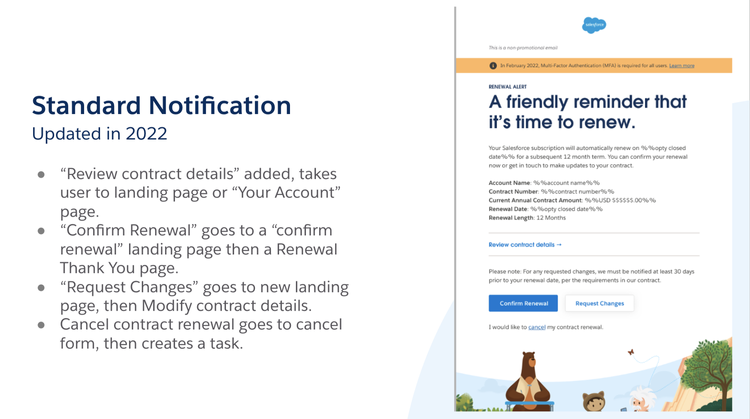 Standard Notification
Updated in 2022
● “Review contract details” added, takes
user to landing page or “Your Account”
page.
● “Confirm Renewal” goes to a “confirm
renewal” landing page then a Renewal
Thank You page.
● “Request Changes” goes to new landing
page, then Modify contract details.
● Cancel contract renewal goes to cancel
form, then creates a task.
salesforce
This is a non-promotional email
In February 2022, Multi-Factor Authentication (MFA) is required for all users. Learn more
RENEWAL ALERT
A friendly reminder that
it’s time to renew.
Your Salesforce subscription will automatically renew on %%opty closed
date%% for a subsequent 12 month term. You can confirm your renewal
now or get in touch to make updates to your contract.
Account Name: %%account name%%
Contract Number: %%contract number%%
Current Annual Contract Amount: %%USD $$$$$$.00%%
Renewal Date: %%opty closed date%%
Renewal Length: 12 Months
Review contract details →
Please note: For any requested changes, we must be notified at least 30 days
prior to your renewal date, per the requirements in our contract.
Confirm Renewal Request Changes
I would like to cancel my contract renewal.